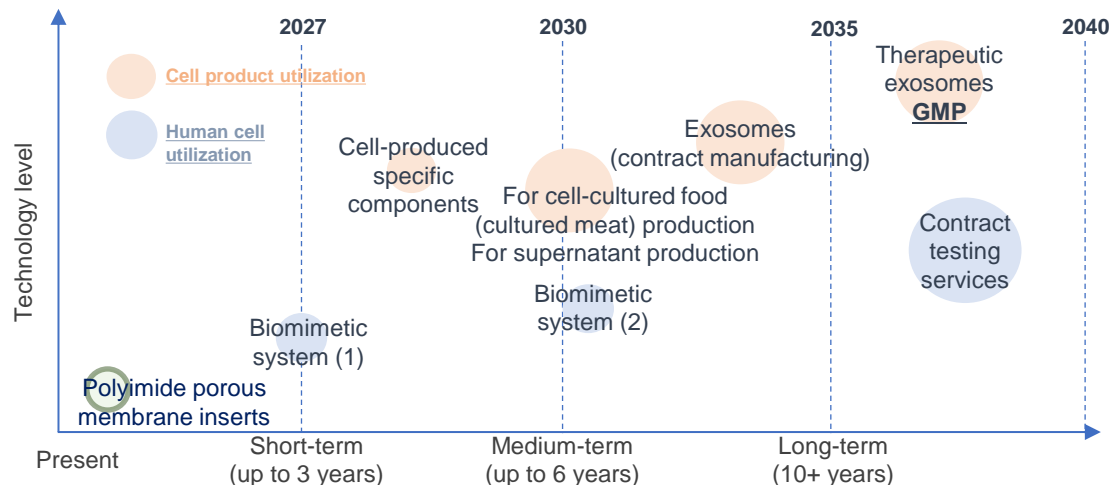 2027
2030
2035
2040
Cell product utilization
Human cell
utilization
Therapeutic
exosomes
GMP
Exosomes
(contract manufacturing)
Cell-produced
specific
components
For cell-cultured food
(cultured meat) production
For supernatant production
Contract
testing
services
Biomimetic
system (2)
Biomimetic
system (1)
Polyimide porous
membrane inserts
Technology level
Present
Short-term
(up to 3 years)
Medium-term
(up to 6 years)
Long-term
(10+ years)